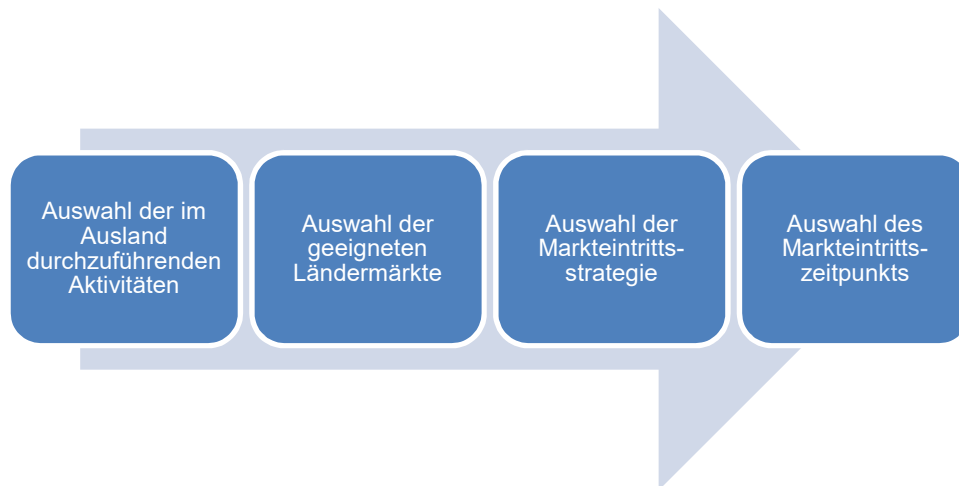 Auswahl der im
Ausland
durchzuführenden
Aktivitäten
Auswahl der
geeigneten
Ländermärkte
Auswahl der
Markteintritts-
strategie
Auswahl des
Markteintritts-
zeitpunkts